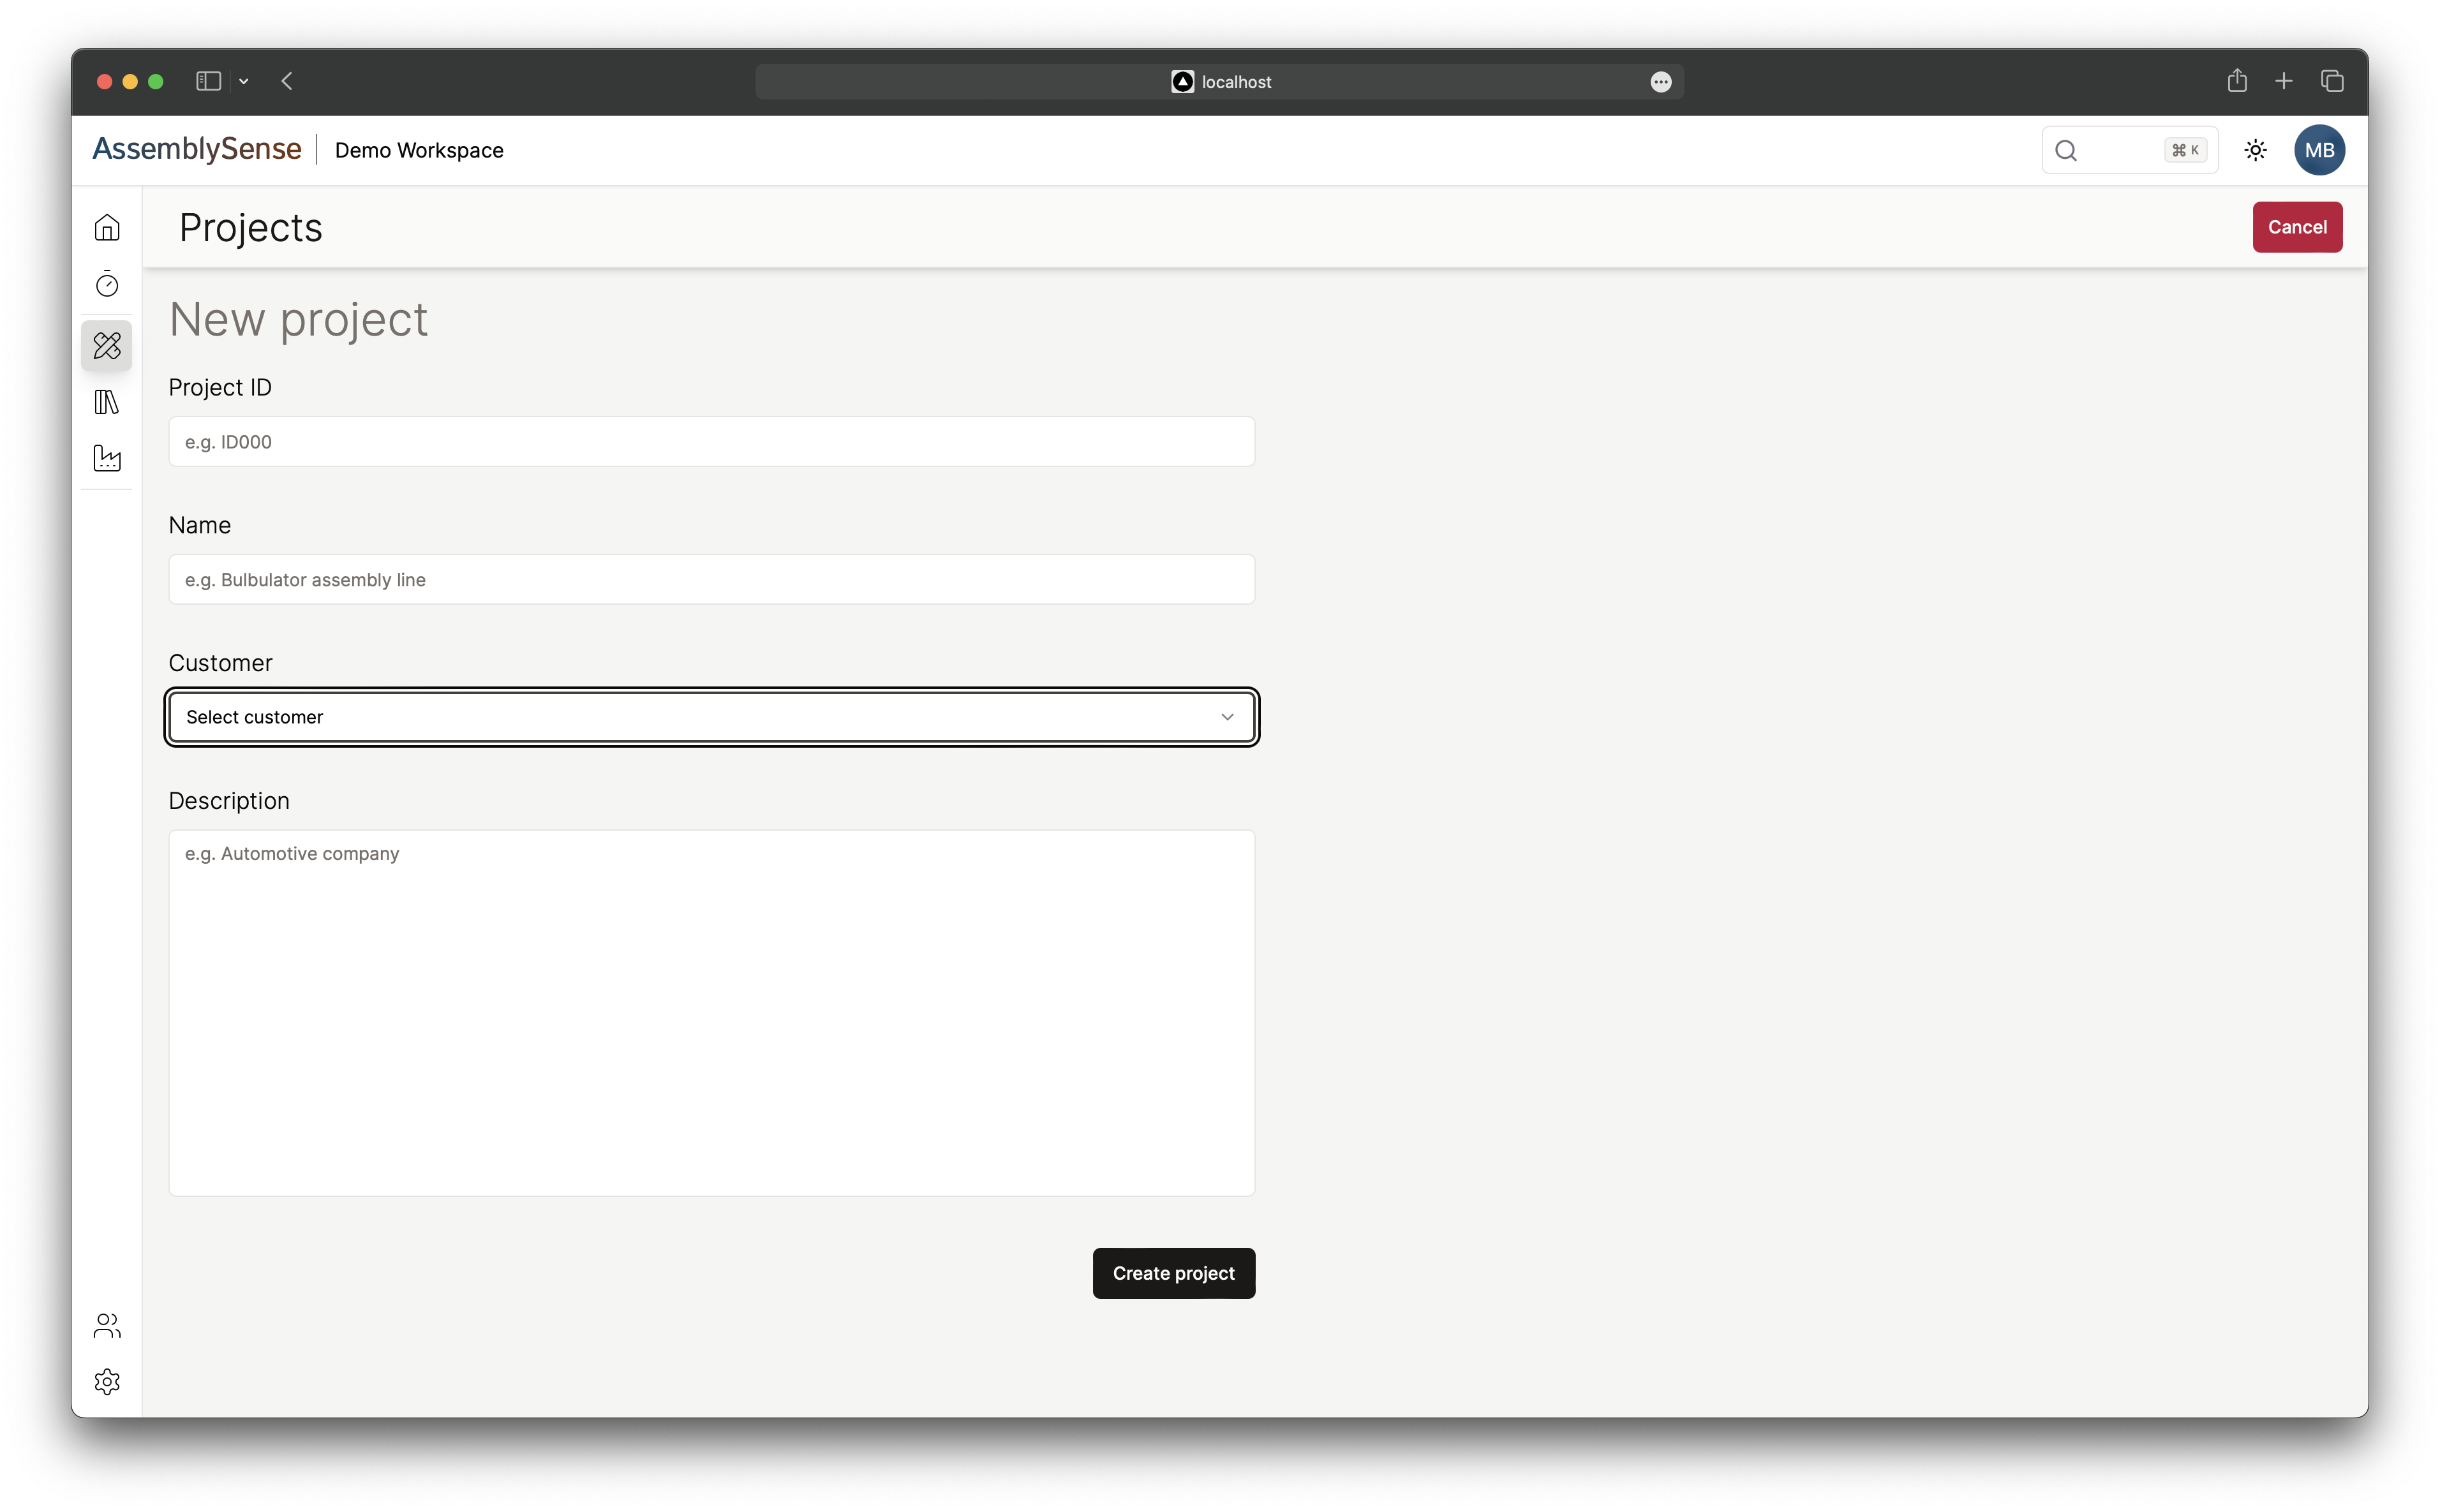 localhost
AssemblySense
Demo Workspace
⌘ K
MB
Projects
Cancel
New project
Project ID
e.g. ID000
Name
e.g. Bulbulator assembly line
Customer
Select customer
Description
e.g. Automotive company
Create project